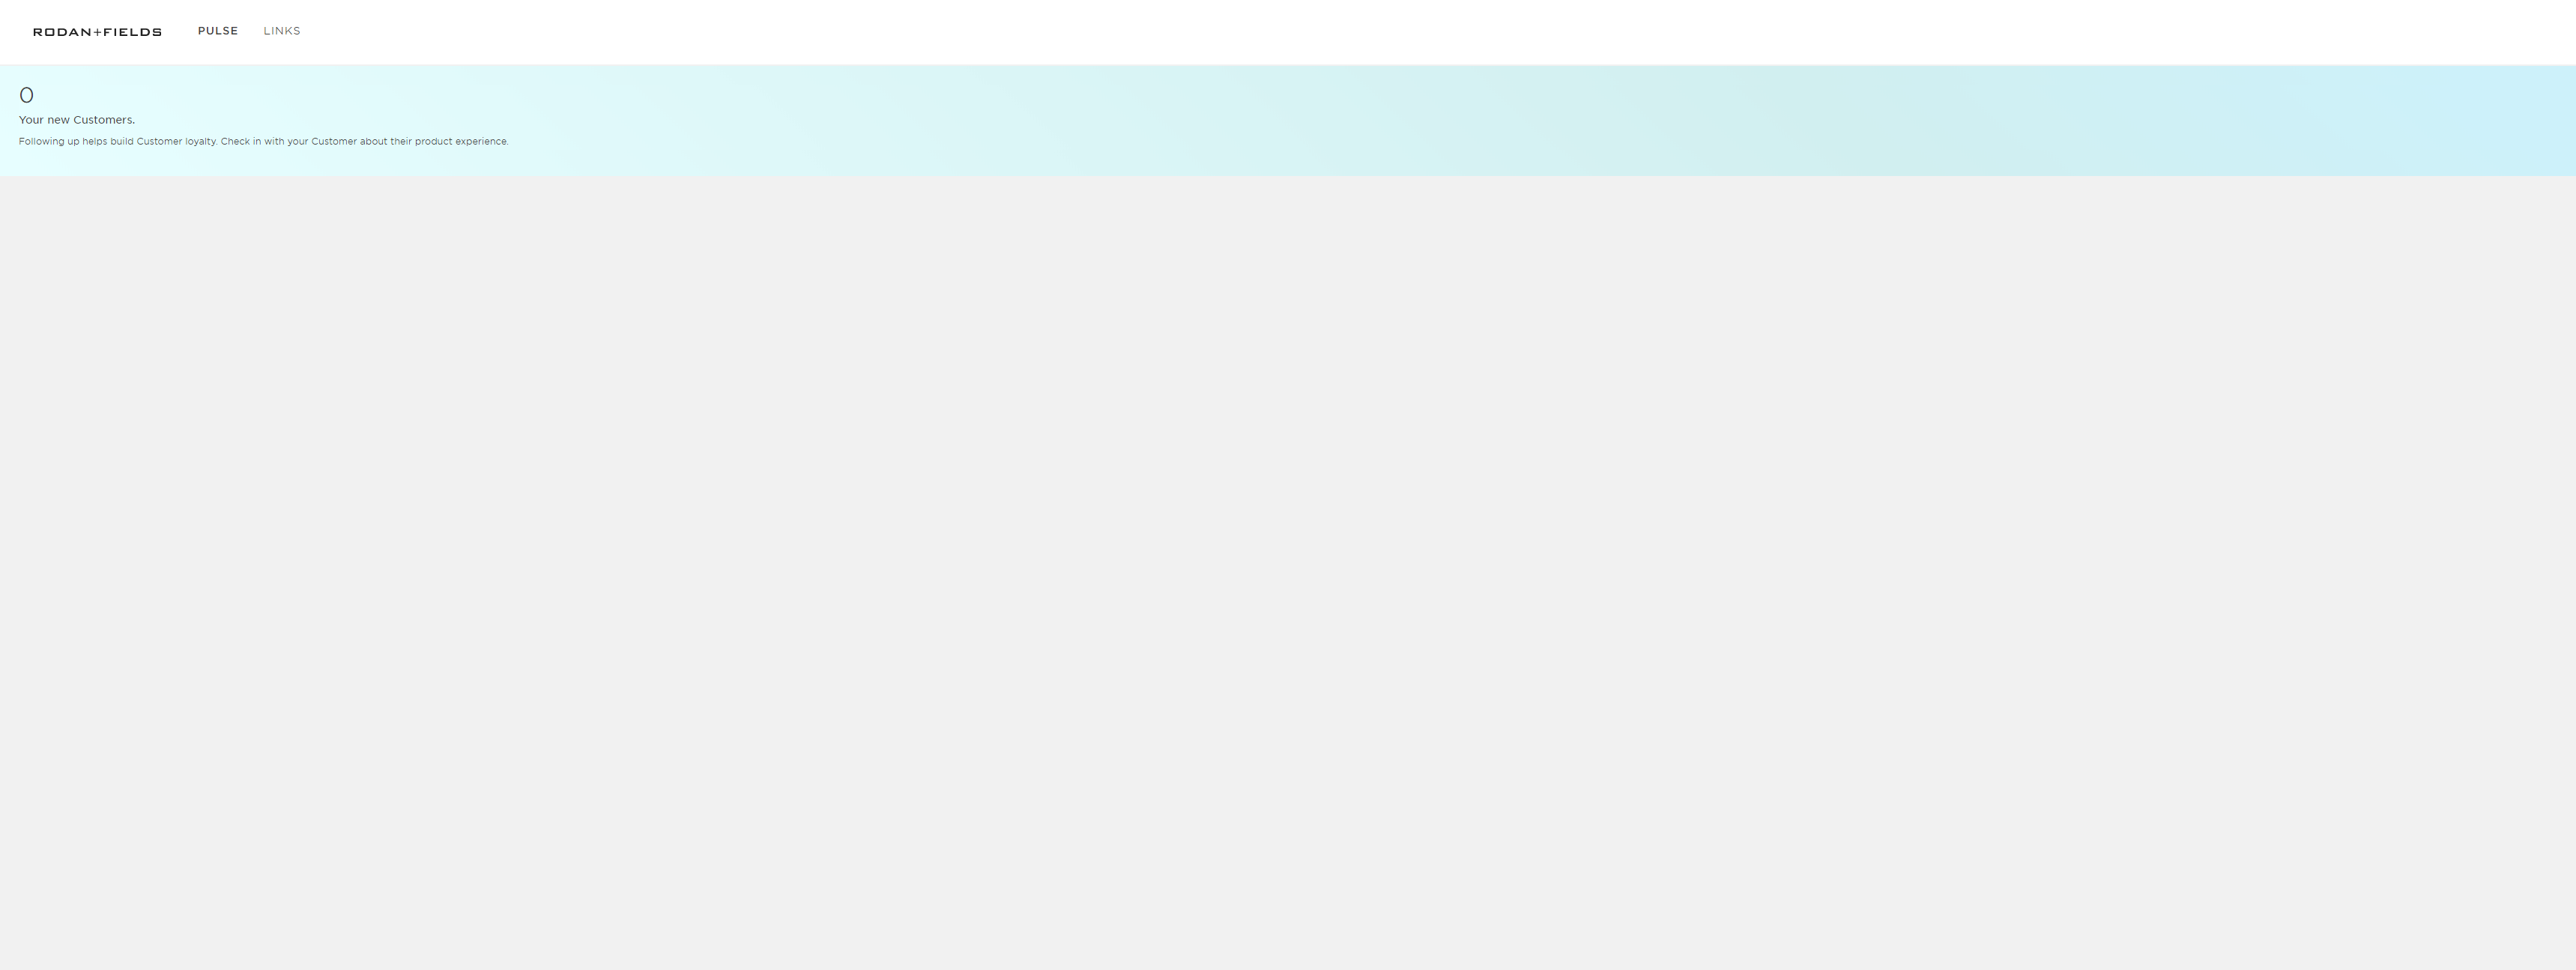 RODAN+FIELDS PULSE LINKS
0
Your new Customers.
Following up helps build Customer loyalty. Check in with your Customer about their product experience.